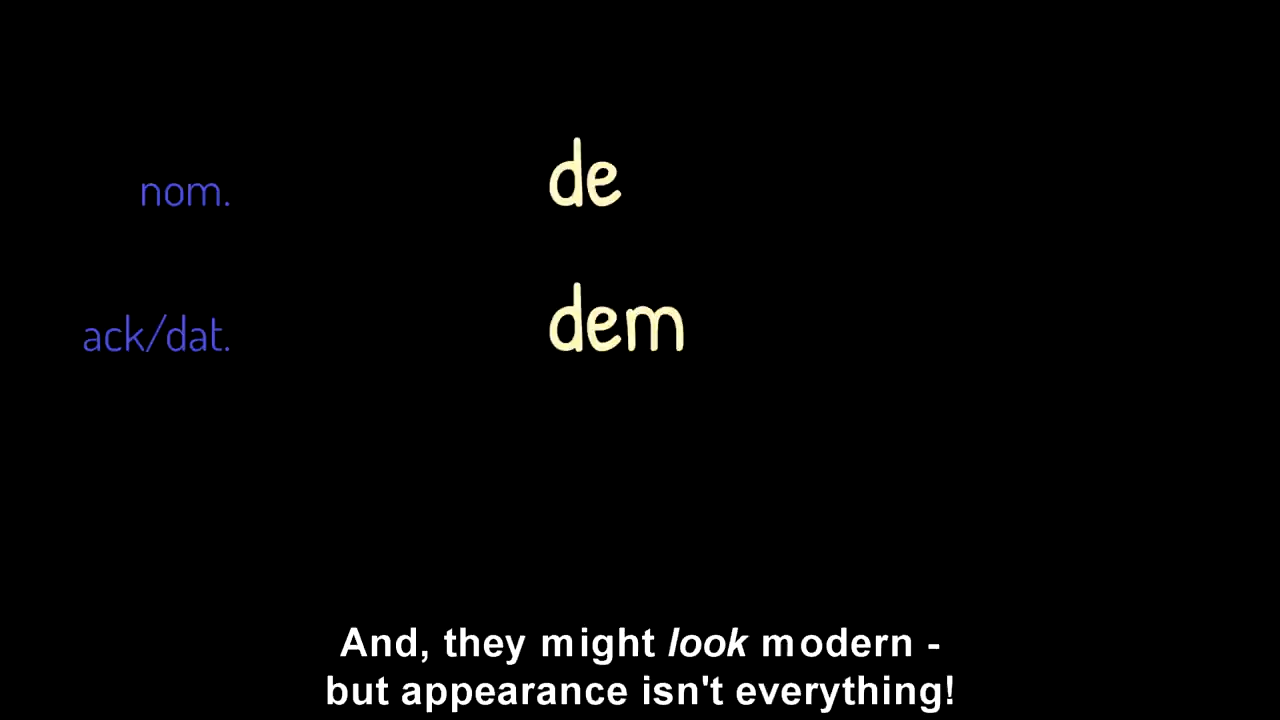 nom. de
ack/dat. dem
And, they might look modern -
but appearance isn't everything!